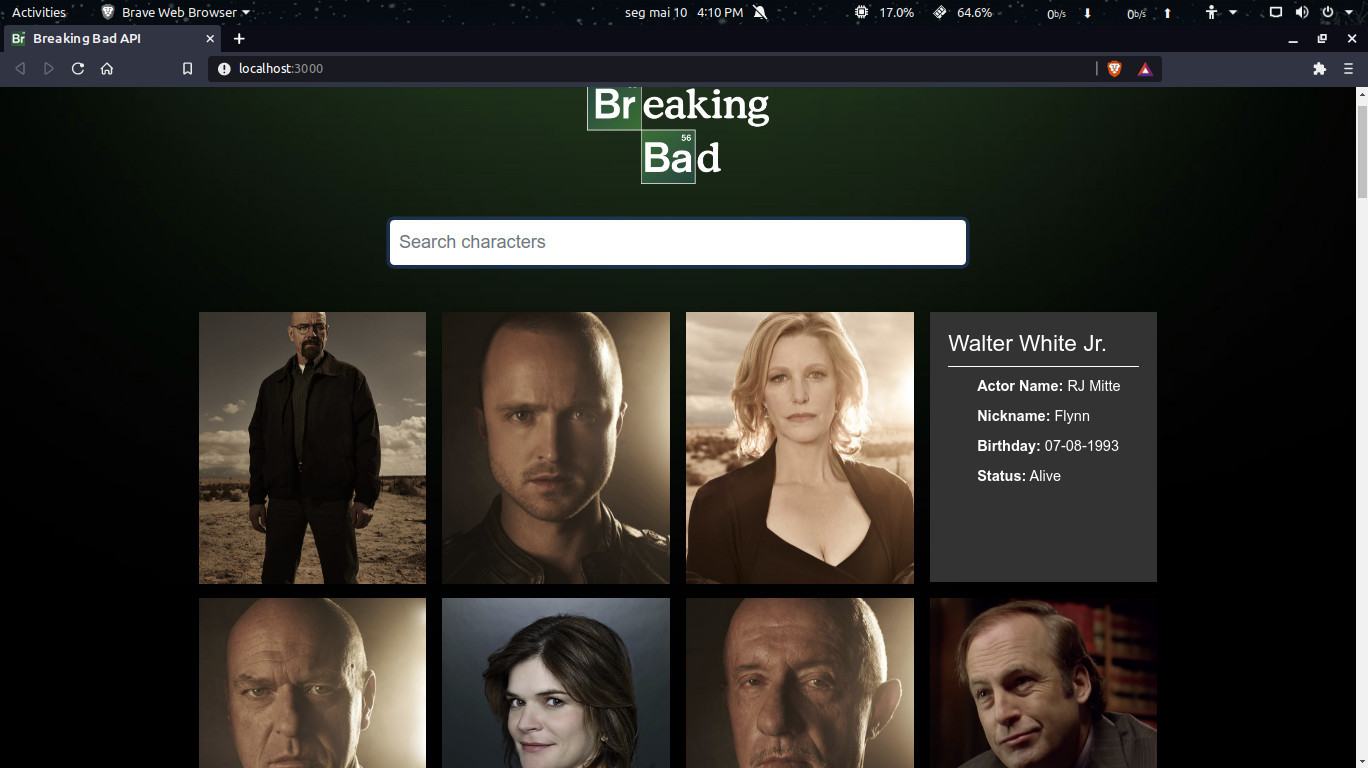 Activities Brave Web Browser seg mai 10 4:10 PM 17.0% 64.6% 0b/s 0b/s
Br Breaking Bad API
localhost:3000
Breaking
56
Bad
Search characters
Walter White Jr.
Actor Name: RJ Mitte
Nickname: Flynn
Birthday: 07-08-1993
Status: Alive